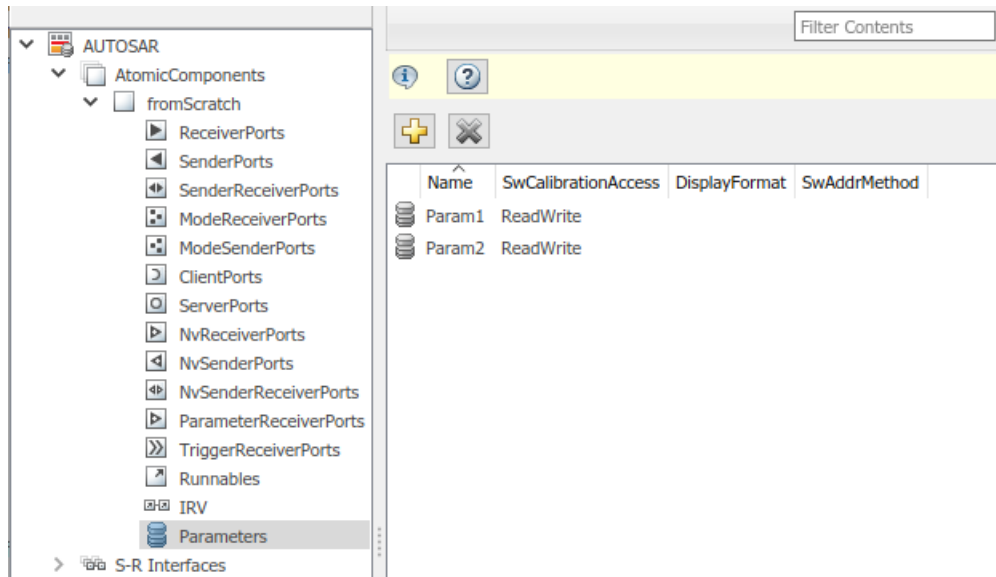 Filter Contents
AUTOSAR
AtomicComponents
fromScratch
ReceiverPorts
SenderPorts
SenderReceiverPorts
ModeReceiverPorts
ModeSenderPorts
ClientPorts
ServerPorts
NvReceiverPorts
NvSenderPorts
NvSenderReceiverPorts
ParameterReceiverPorts
TriggerReceiverPorts
Runnables
IRV
Parameters
S-R Interfaces
Name SwCalibrationAccess DisplayFormat SwAddrMethod
Param1 ReadWrite
Param2 ReadWrite